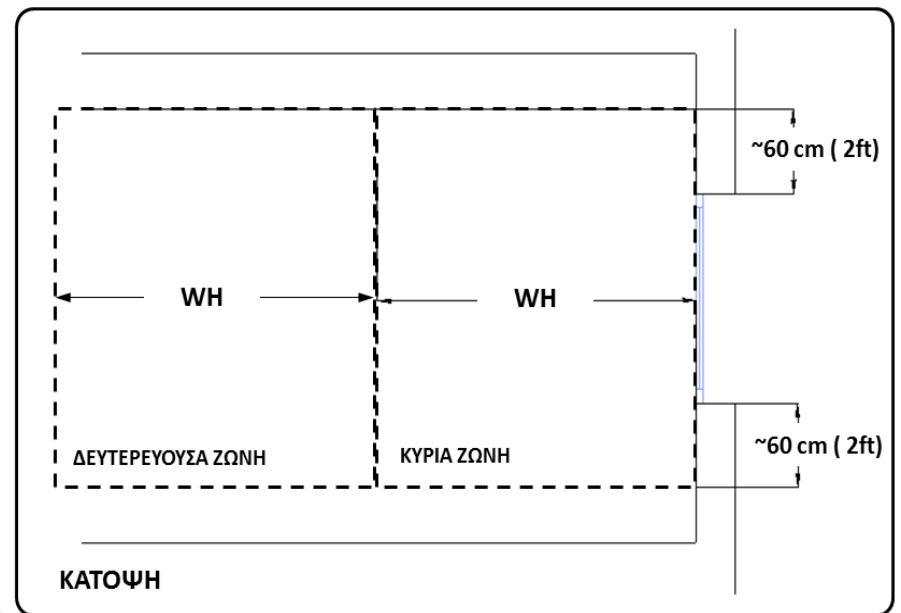 ~60 cm ( 2ft)
WH
WH
~60 cm ( 2ft)
ΔΕΥΤΕΡΕΥΟΥΣΑ ΖΩΝΗ
ΚΥΡΙΑ ΖΩΝΗ
ΚΑΤΟΨΗ